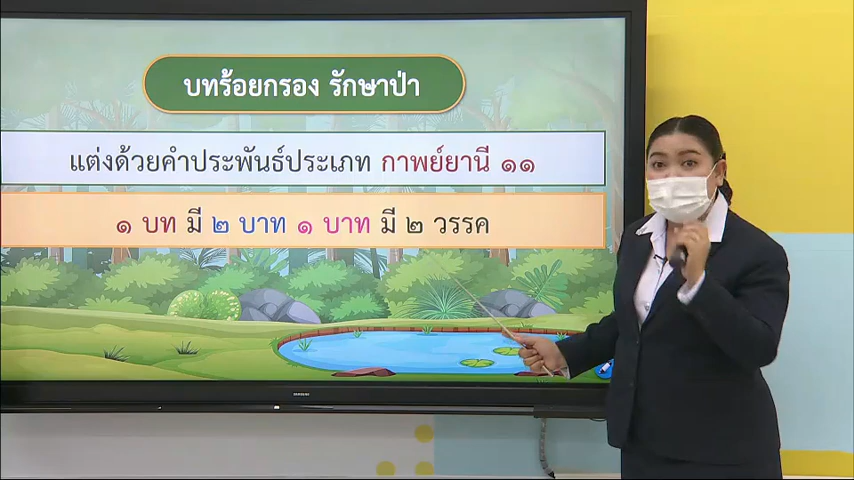 บทร้อยกรอง รักษาป่า
แต่งด้วยคำประพันธ์ประเภท กาพย์ยานี ๑๑
๑ บท มี ๒ บาท ๑ บาท มี ๒ วรรค
SAMSUNG